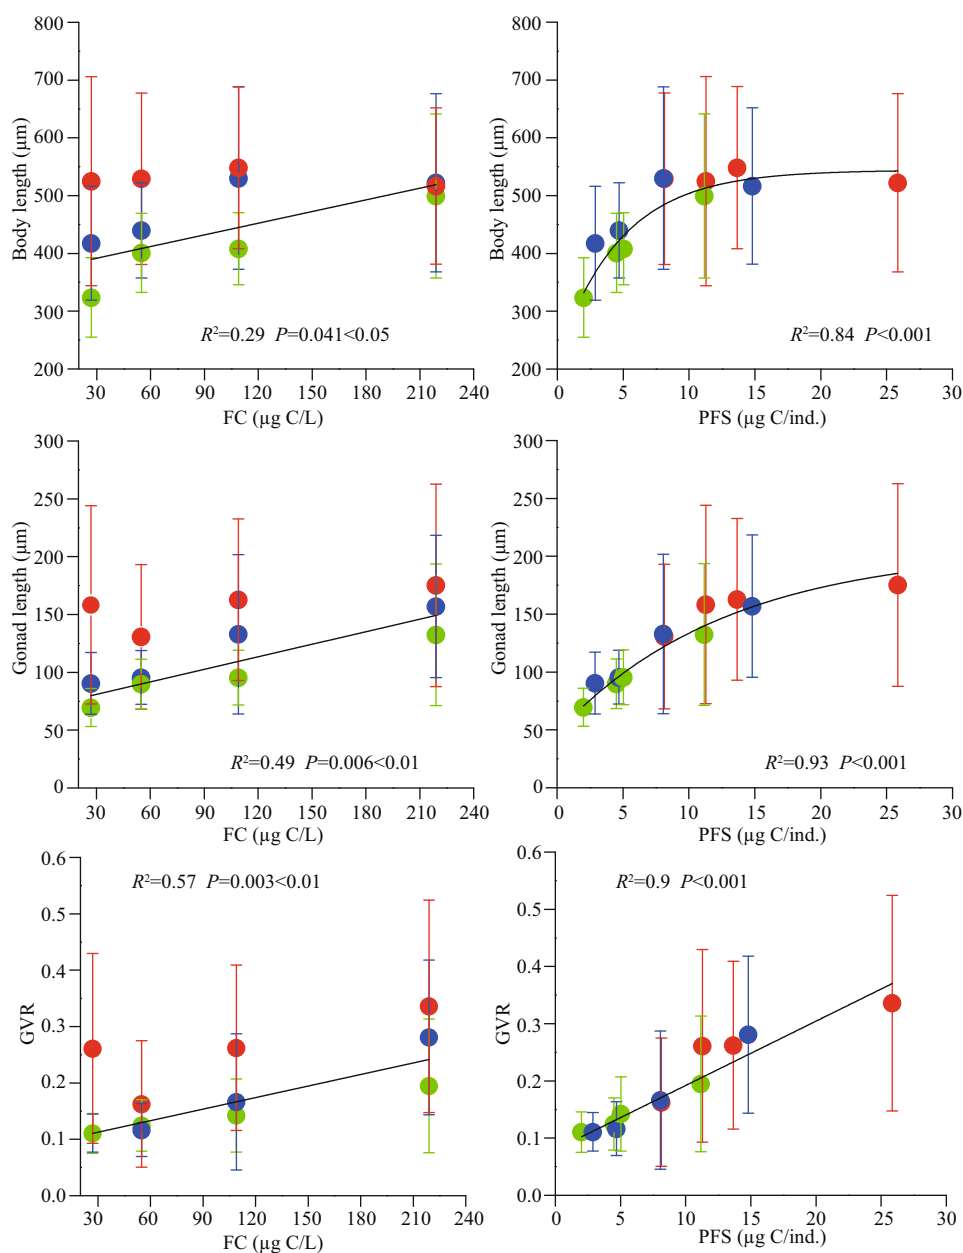 800
700
600
500
400
300
200
Body length (µm)
R²=0.29 P=0.041<0.05
30 60 90 120 150 180 210 240
FC (µg C/L)
800
700
600
500
400
300
200
Body length (µm)
R²=0.84 P<0.001
0 5 10 15 20 25 30
PFS (µg C/ind.)
300
250
200
150
100
50
0
Gonad length (µm)
R²=0.49 P=0.006<0.01
30 60 90 120 150 180 210 240
FC (µg C/L)
300
250
200
150
100
50
0
Gonad length (µm)
R²=0.93 P<0.001
0 5 10 15 20 25 30
PFS (µg C/ind.)
0.6
0.5
0.4
0.3
0.2
0.1
0.0
GVR
R²=0.57 P=0.003<0.01
30 60 90 120 150 180 210 240
FC (µg C/L)
0.6
0.5
0.4
0.3
0.2
0.1
0.0
GVR
R²=0.9 P<0.001
0 5 10 15 20 25 30
PFS (µg C/ind.)